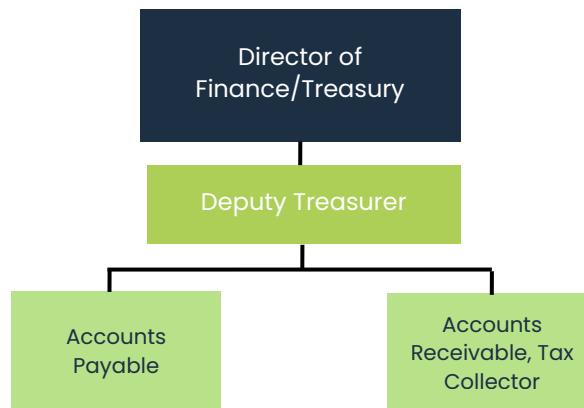 Director of
Finance/Treasury
Deputy Treasurer
Accounts
Payable
Accounts
Receivable, Tax
Collector